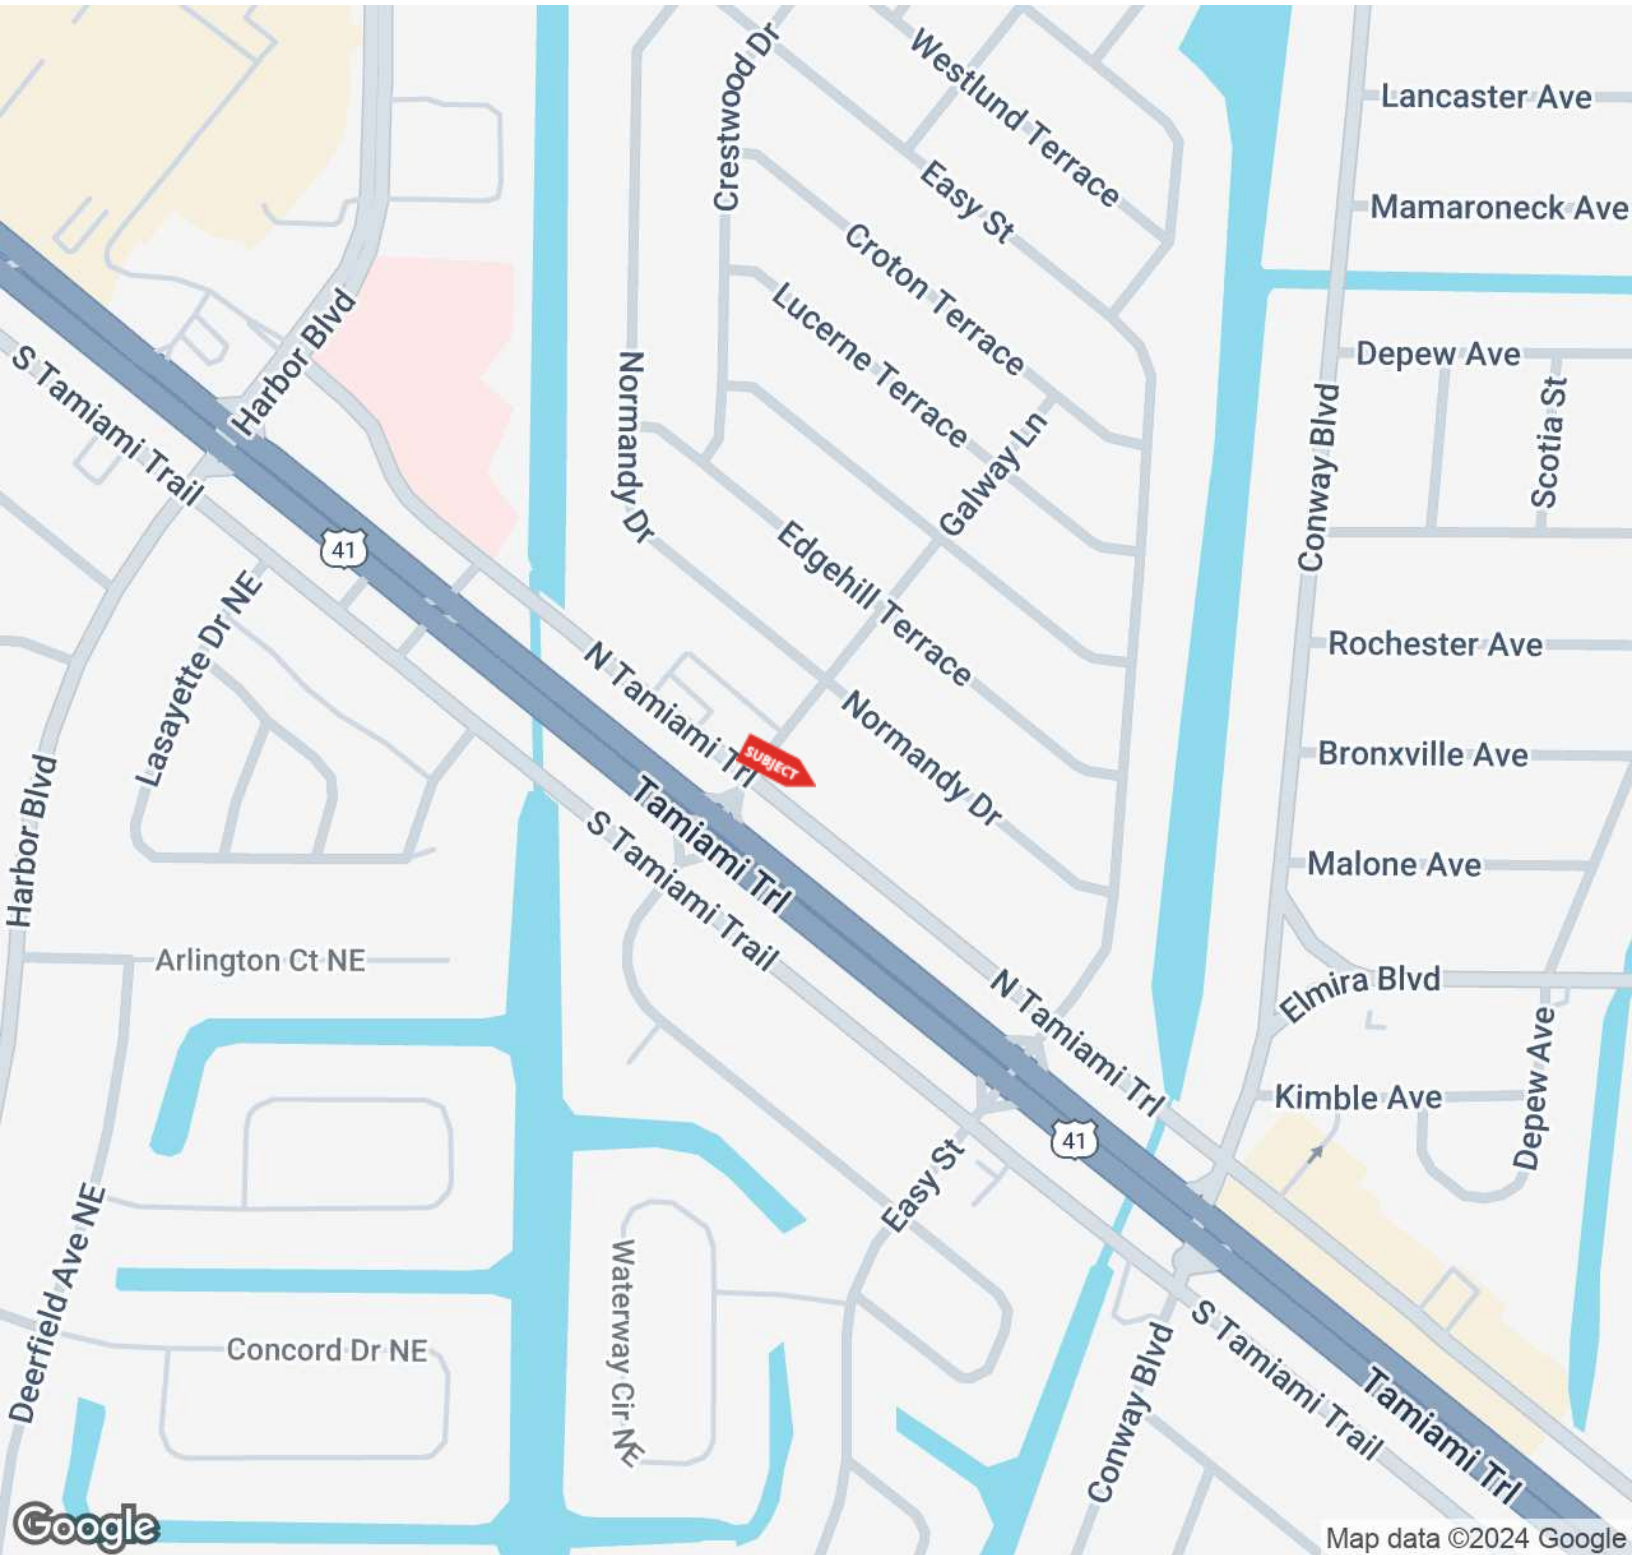 Westlund Terrace
Crestwood Dr
Lancaster Ave
Easy St
Mamaroneck Ave
Croton Terrace
Lucerne Terrace
Harbor Blvd
S Tamiami Trail
Normandy Dr
Depew Ave
Scotia St
Conway Blvd
Galway Ln
41
Edgehill Terrace
Lasayette Dr NE
N Tamiami Trl
Rochester Ave
Normandy Dr
SUBJECT
Bronxville Ave
Harbor Blvd
Tamiami Trl
S Tamiami Trail
Malone Ave
Arlington Ct NE
N Tamiami Trl
Elmira Blvd
Depew Ave
Kimble Ave
41
Easy St
Deerfield Ave NE
Waterway Cir NE
Concord Dr NE
Conway Blvd
S Tamiami Trail
Tamiami Trl
Google
Map data ©2024 Google